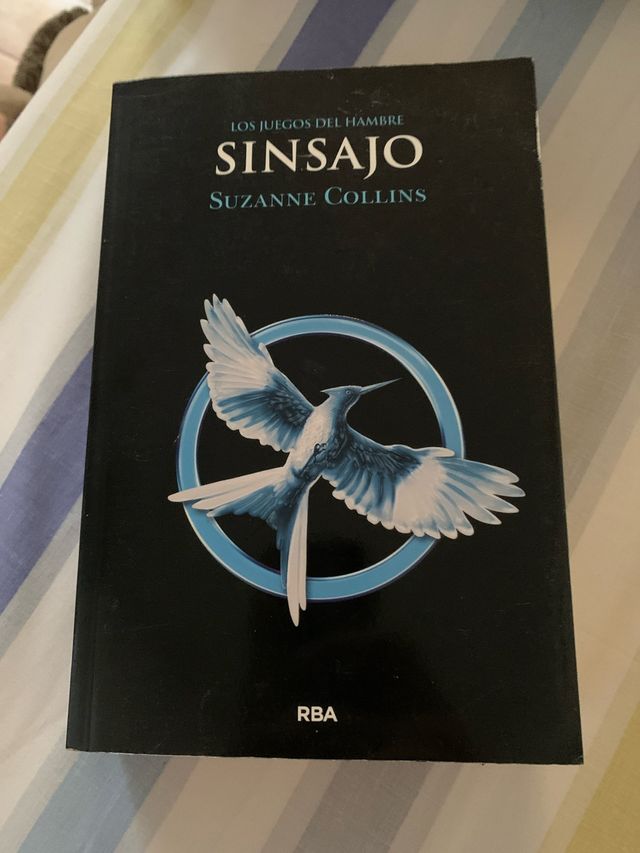 LOS JUEGOS DEL HAMBRE
SINSAJO
SUZANNE COLLINS
RBA